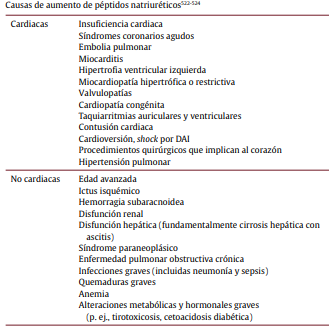 Causas de aumento de péptidos natriuréticos522-524
Cardiacas Insuficiencia cardiaca
Síndromes coronarios agudos
Embolia pulmonar
Miocarditis
Hipertrofia ventricular izquierda
Miocardiopatía hipertrófica o restrictiva
Valvulopatías
Cardiopatía congénita
Taquiarritmias auriculares y ventriculares
Contusión cardiaca
Cardioversión, shock por DAI
Procedimientos quirúrgicos que implican al corazón
Hipertensión pulmonar
No cardiacas Edad avanzada
Ictus isquémico
Hemorragia subaracnoidea
Disfunción renal
Disfunción hepática (fundamentalmente cirrosis hepática con
ascitis)
Síndrome paraneoplásico
Enfermedad pulmonar obstructiva crónica
Infecciones graves (incluidas neumonía y sepsis)
Quemaduras graves
Anemia
Alteraciones metabólicas y hormonales graves
(p. ej., tirotoxicosis, cetoacidosis diabética)